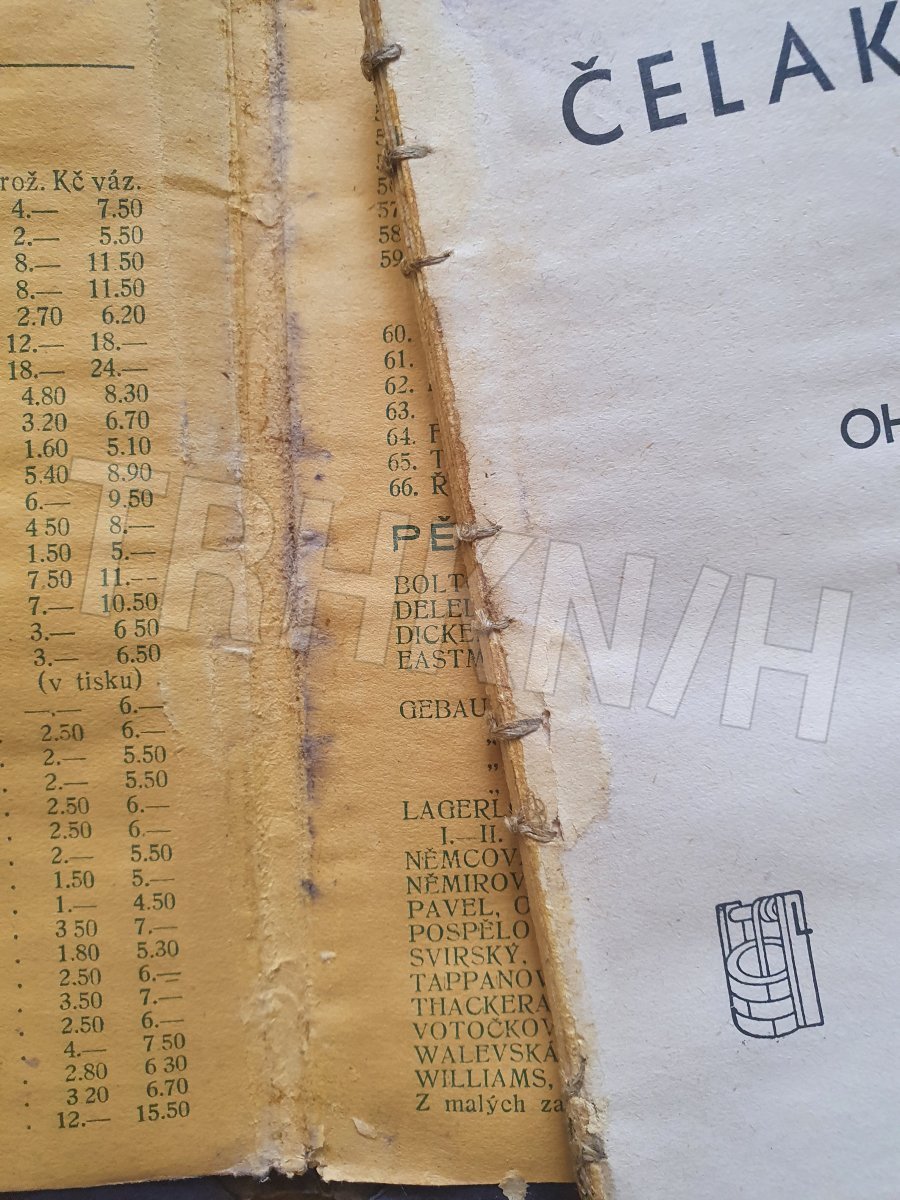 rož. Kč váz.
4.— 7.50
2.— 5.50
8.— 11.50
8.— 11.50
2.70 6.20
12.— 18.—
18.— 24.—
4.80 8.30
3.20 6.70
1.60 5.10
5.40 8.90
6.— 9.50
4 50 8.—
1.50 5.—
7 50 11.--
7.— 10.50
3.— 6 50
3.— 6.50
(v tisku)
—.— 6.—
2.50 6.—
2.— 5.50
2.— 5.50
2.50 6.—
2.50 6.—
2.— 5.50
1.50 5.—
1.— 4.50
3 50 7.—
1.80 5.30
2.50 6.—
3.50 7.—
2.50 6.—
4.— 7 50
2.80 6 30
3 20 6.70
12.— 15.50
57
58
59
60.
61.
62.
63.
64. F
65. T
66. Ř
PĚ
BOLT
DELEL
DICKE
EASTM
GEBAU
„
„
„
LAGERL
I.—II.
NĚMCOV
NĚMIROV
PAVEL, O
POSPĚLO
SVIRSKÝ,
TAPPANOV
THACKERA
VOTOČKOV
WALEVSKÁ
WILLIAMS,
Z malých za
ČELAK
OH
TRHKNIH